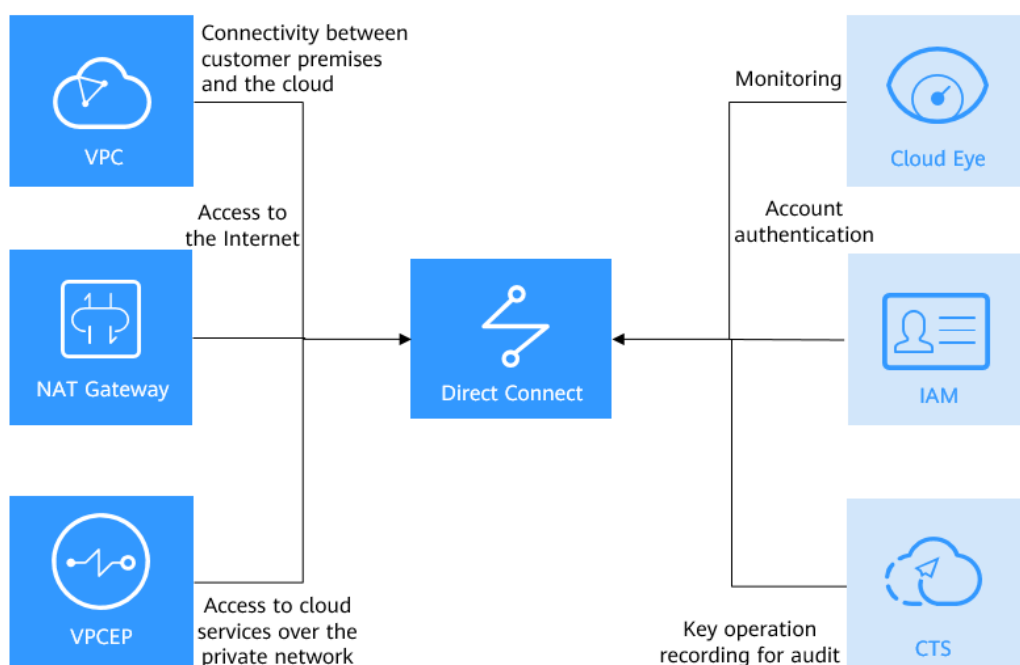 Connectivity between
customer premises
and the cloud
VPC
Access to
the Internet
NAT Gateway
VPCEP
Access to cloud
services over the
private network
Direct Connect
Monitoring
Cloud Eye
Account
authentication
IAM
Key operation
recording for audit
CTS